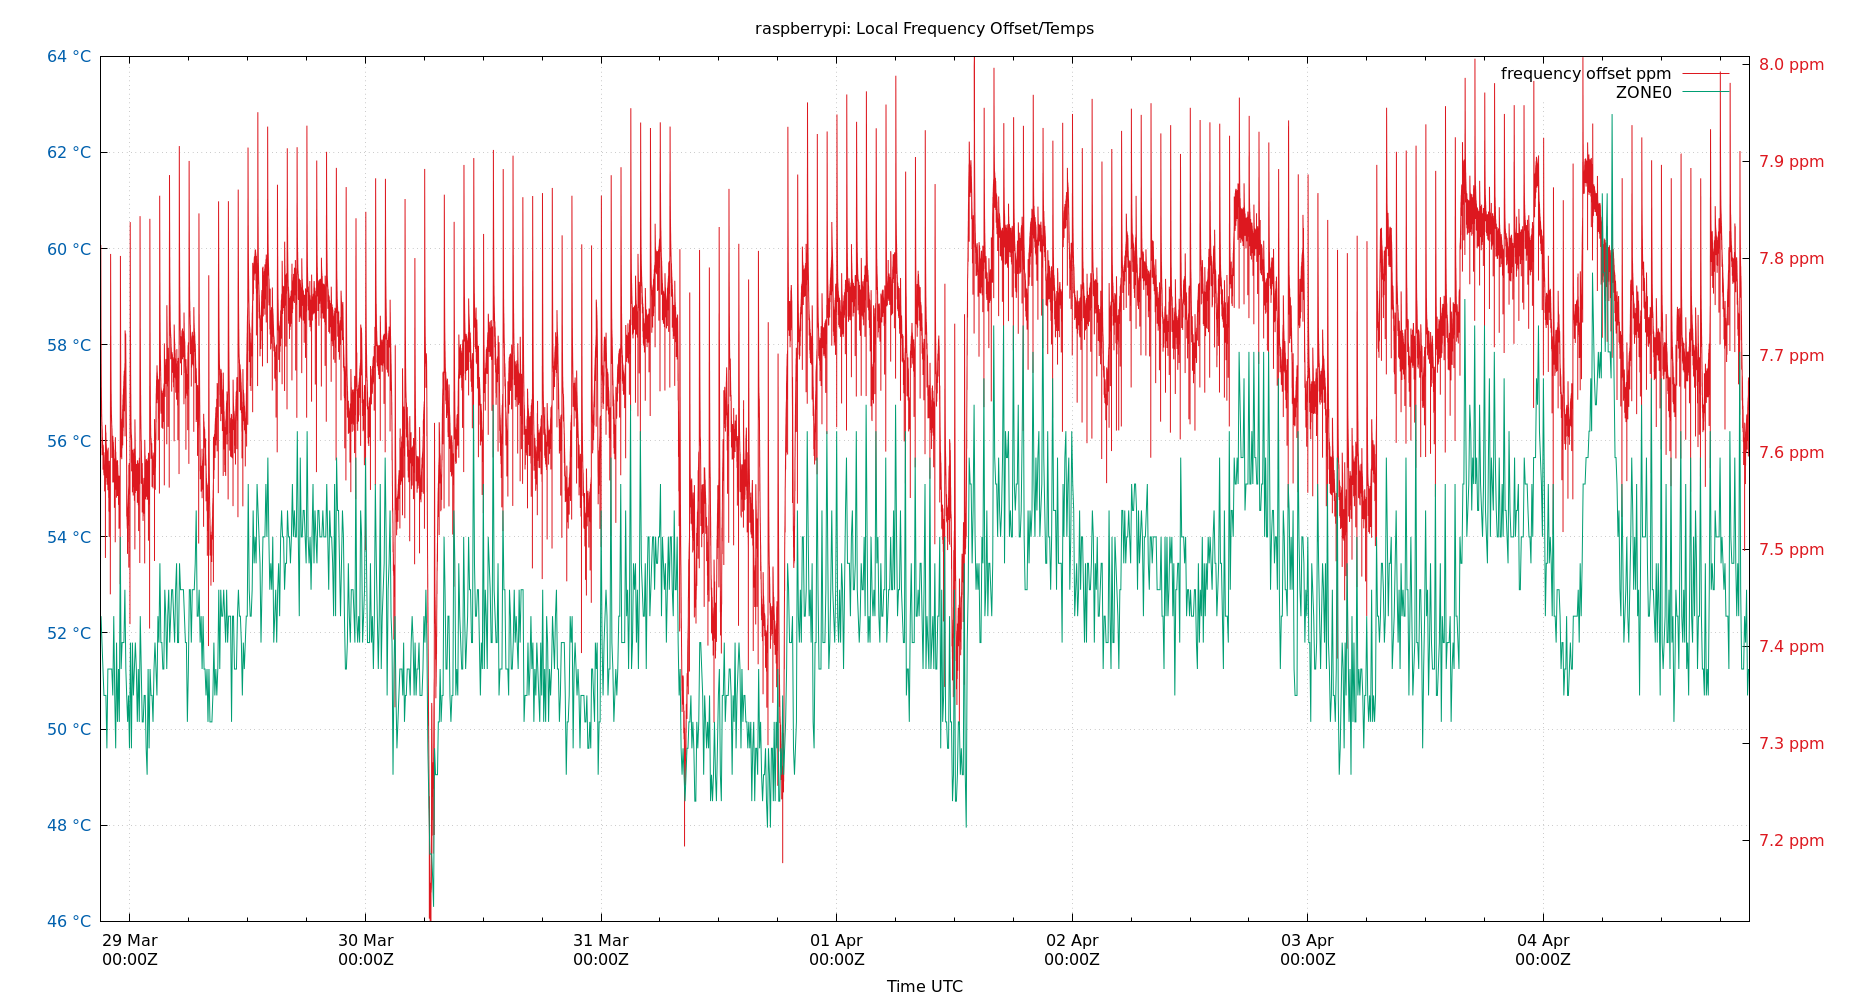 raspberrypi: Local Frequency Offset/Temps
64 °C
62 °C
60 °C
58 °C
56 °C
54 °C
52 °C
50 °C
48 °C
46 °C
8.0 ppm
7.9 ppm
7.8 ppm
7.7 ppm
7.6 ppm
7.5 ppm
7.4 ppm
7.3 ppm
7.2 ppm
frequency offset ppm
ZONE0
29 Mar
00:00Z
30 Mar
00:00Z
31 Mar
00:00Z
01 Apr
00:00Z
02 Apr
00:00Z
03 Apr
00:00Z
04 Apr
00:00Z
Time UTC